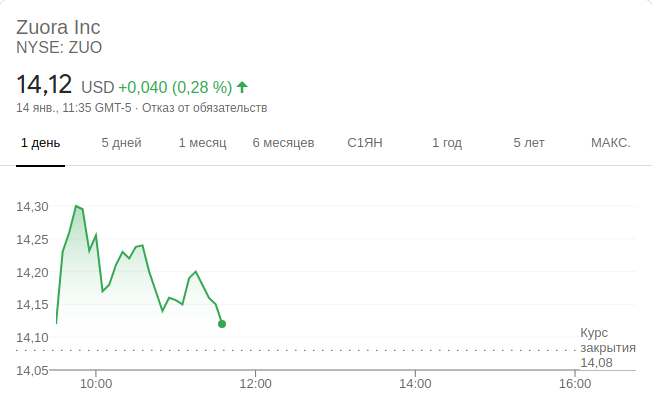 Zuora Inc
NYSE: ZUO
14,12 USD +0,040 (0,28 %)
14 янв., 11:35 GMT-5 · Отказ от обязательств
1 день 5 дней 1 месяц 6 месяцев С1ЯН 1 год 5 лет МАКС.
14,30
14,25
14,20
14,15
14,10
14,05
Курс
закрытия
14,08
10:00 12:00 14:00 16:00